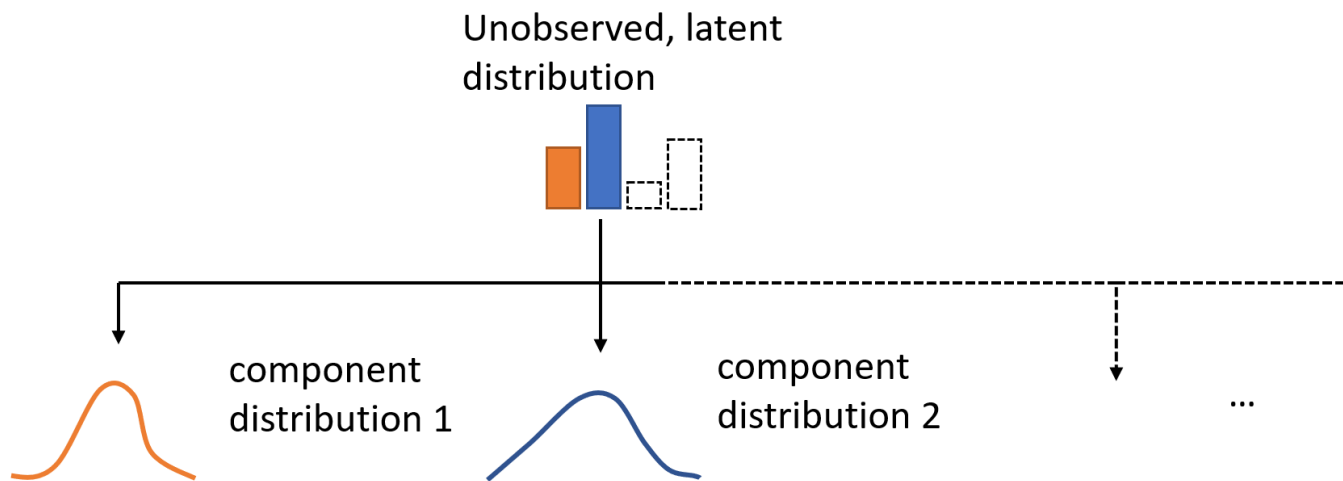 Unobserved, latent
distribution
component
distribution 1
component
distribution 2
...